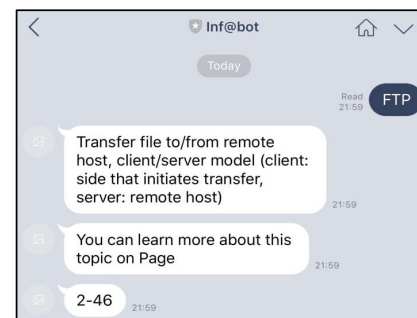 Inf@bot
Today
Read
21:59
FTP
Transfer file to/from remote
host, client/server model (client:
side that initiates transfer,
server: remote host)
21:59
You can learn more about this
topic on Page
21:59
2-46
21:59